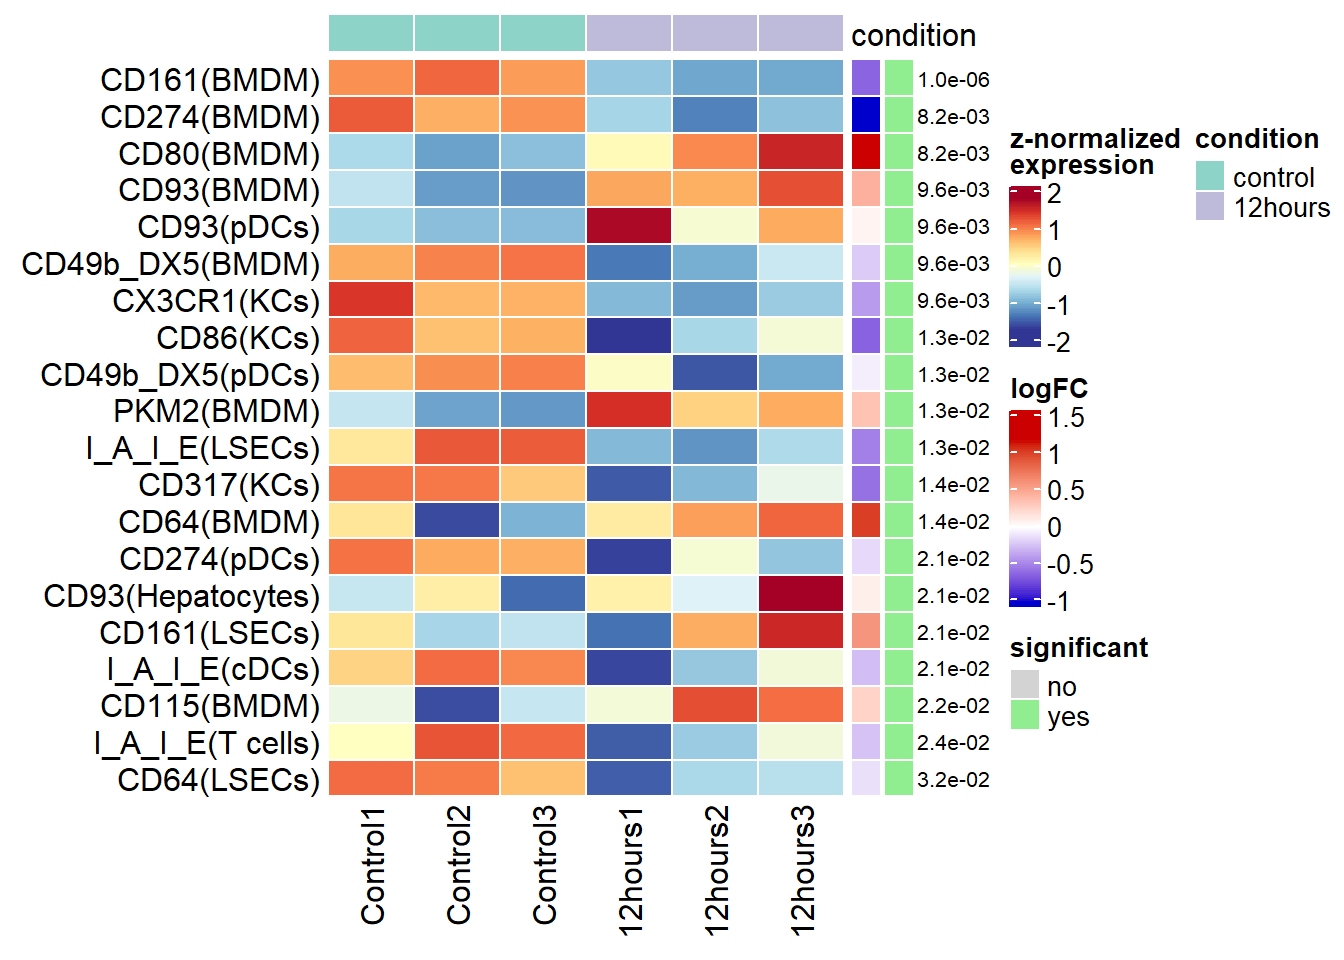 condition
CD161(BMDM) 1.0e-06
CD274(BMDM) 8.2e-03
CD80(BMDM) 8.2e-03
CD93(BMDM) 9.6e-03
CD93(pDCs) 9.6e-03
CD49b_DX5(BMDM) 9.6e-03
CX3CR1(KCs) 9.6e-03
CD86(KCs) 1.3e-02
CD49b_DX5(pDCs) 1.3e-02
PKM2(BMDM) 1.3e-02
I_A_I_E(LSECs) 1.3e-02
CD317(KCs) 1.4e-02
CD64(BMDM) 1.4e-02
CD274(pDCs) 2.1e-02
CD93(Hepatocytes) 2.1e-02
CD161(LSECs) 2.1e-02
I_A_I_E(cDCs) 2.1e-02
CD115(BMDM) 2.2e-02
I_A_I_E(T cells) 2.4e-02
CD64(LSECs) 3.2e-02
Control1
Control2
Control3
12hours1
12hours2
12hours3
z-normalized
expression
2
1
0
-1
-2
logFC
1.5
1
0.5
0
-0.5
-1
significant
no
yes
condition
control
12hours